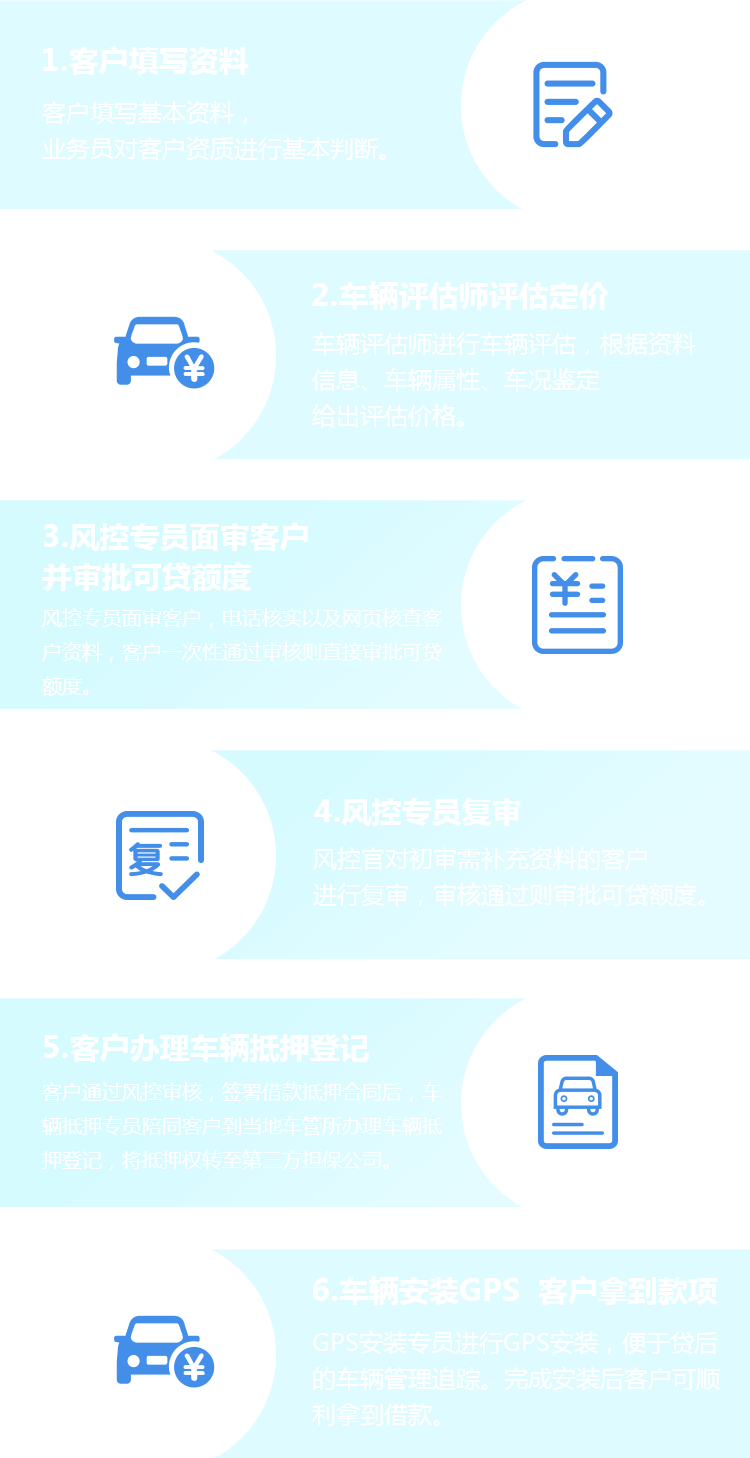 1.客户填写资料
客户填写基本资料，
业务员对客户资质进行基本判断。
2.车辆评估师评估定价
车辆评估师进行车辆评估，根据资料
信息、车辆属性、车况鉴定
给出评估价格。
3.风控专员面审客户
并审批可贷额度
风控专员面审客户，电话核实以及网页核查客
户资料，客户一次性通过审核则直接审批可贷
额度。
4.风控专员复审
复
风控官对初审需补充资料的客户
进行复审，审核通过则审批可贷额度。
5.客户办理车辆抵押登记
客户通过风控审核，签署借款抵押合同后，车
辆抵押专员陪同客户到当地车管所办理车辆抵
押登记，将抵押权转至第三方担保公司。
6.车辆安装GPS 客户拿到款项
GPS安装专员进行GPS安装，便于贷后
的车辆管理追踪。完成安装后客户可顺
利拿到借款。